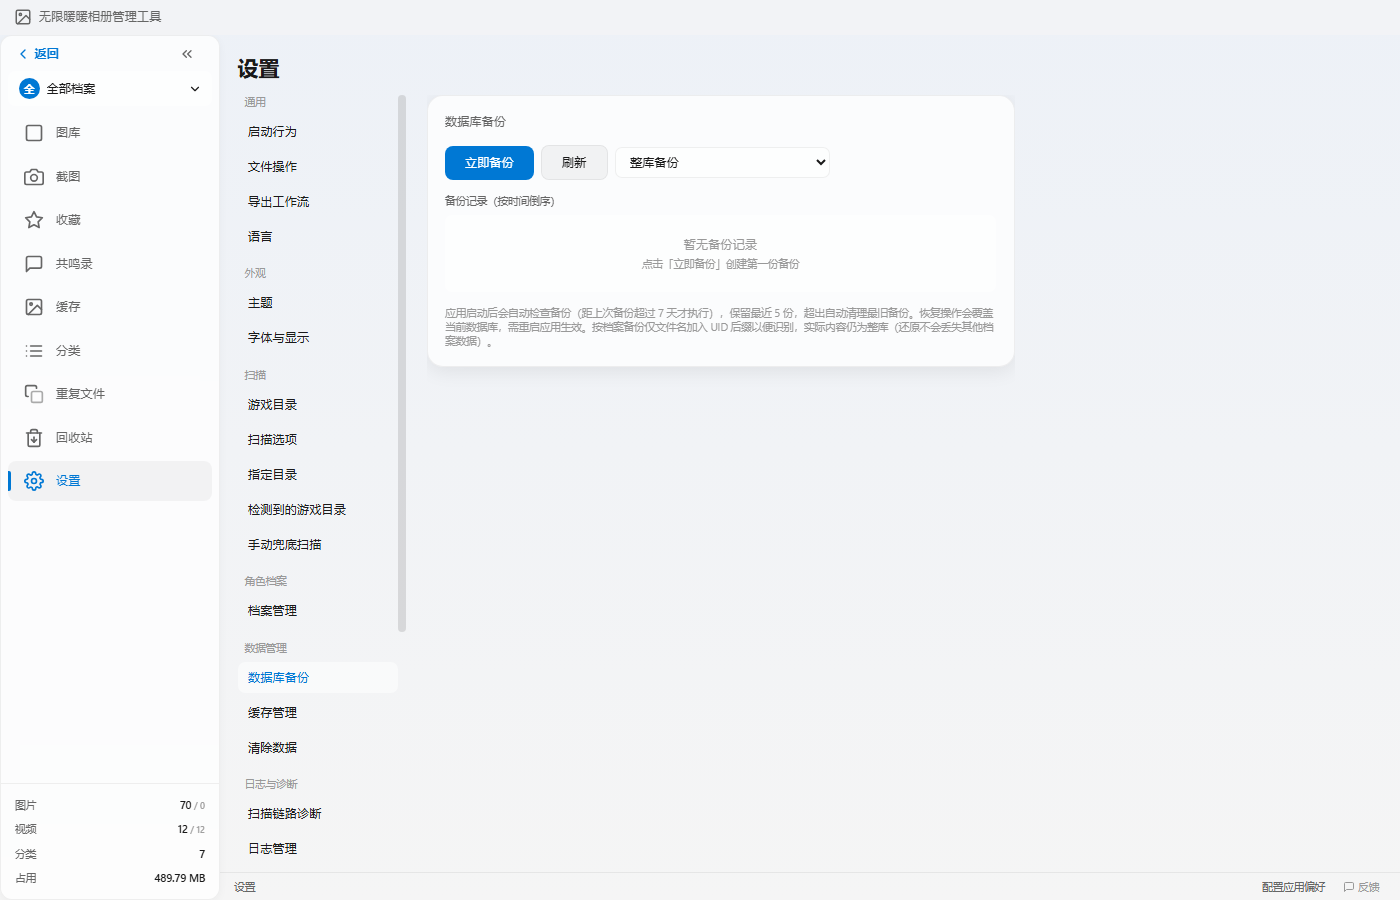 无限暖暖相册管理工具
返回
全 全部档案
图库
截图
收藏
共鸣录
缓存
分类
重复文件
回收站
设置
图片 70 / 0
视频 12 / 12
分类 7
占用 489.79 MB
设置
通用
启动行为
文件操作
导出工作流
语言
外观
主题
字体与显示
扫描
游戏目录
扫描选项
指定目录
检测到的游戏目录
手动兜底扫描
角色档案
档案管理
数据管理
数据库备份
缓存管理
清除数据
日志与诊断
扫描链路诊断
日志管理
数据库备份
立即备份 刷新 整库备份
备份记录（按时间倒序）
暂无备份记录
点击「立即备份」创建第一份备份
应用启动后会自动检查备份（距上次备份超过 7 天才执行），保留最近 5 份，超出自动清理最旧备份。恢复操作会覆盖
当前数据库，需重启应用生效。按档案备份仅文件名加入 UID 后缀以便识别，实际内容仍为整库（还原不会丢失其他档
案数据）。
设置 配置应用偏好 反馈